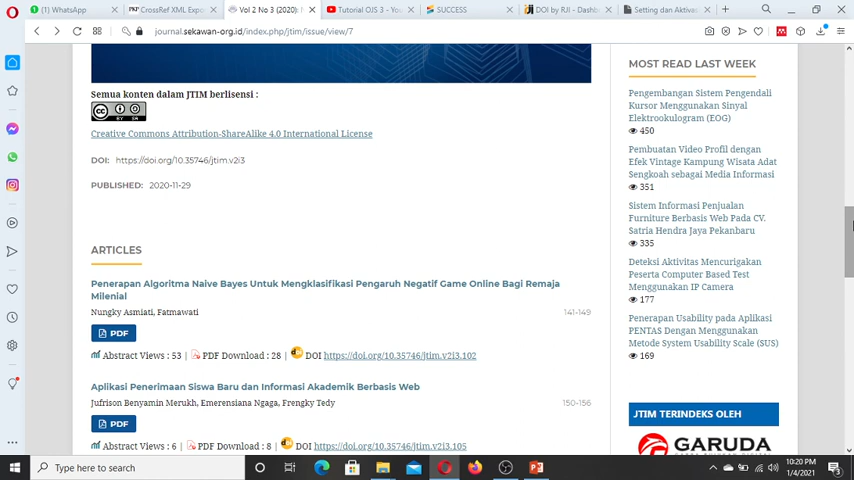 (1) WhatsApp
CrossRef XML Expo
Vol 2 No 3 (2020):
Tutorial OJS 3 - You
SUCCESS
DOI by RJI - Dashb
Setting dan Aktivas
journal.sekawan-org.id/index.php/jtim/issue/view/7
Semua konten dalam JTIM berlisensi :
BY SA
Creative Commons Attribution-ShareAlike 4.0 International License
DOI: https://doi.org/10.35746/jtim.v2i3
PUBLISHED: 2020-11-29
ARTICLES
Penerapan Algoritma Naive Bayes Untuk Mengklasifikasi Pengaruh Negatif Game Online Bagi Remaja
Milenial
Nungky Asmiati, Fatmawati
141-149
PDF
Abstract Views : 53 | PDF Download : 28 | DOI https://doi.org/10.35746/jtim.v2i3.102
Aplikasi Penerimaan Siswa Baru dan Informasi Akademik Berbasis Web
Jufrison Benyamin Merukh, Emerensiana Ngaga, Frengky Tedy
150-156
PDF
Abstract Views : 6 | PDF Download : 8 | DOI https://doi.org/10.35746/jtim.v2i3.105
MOST READ LAST WEEK
Pengembangan Sistem Pengendali
Kursor Menggunakan Sinyal
Elektrookulogram (EOG)
450
Pembuatan Video Profil dengan
Efek Vintage Kampung Wisata Adat
Sengkoah sebagai Media Informasi
351
Sistem Informasi Penjualan
Furniture Berbasis Web Pada CV.
Satria Hendra Jaya Pekanbaru
335
Deteksi Aktivitas Mencurigakan
Peserta Computer Based Test
Menggunakan IP Camera
177
Penerapan Usability pada Aplikasi
PENTAS Dengan Menggunakan
Metode System Usability Scale (SUS)
169
JTIM TERINDEKS OLEH
GARUDA
Type here to search
10:20 PM
1/4/2021